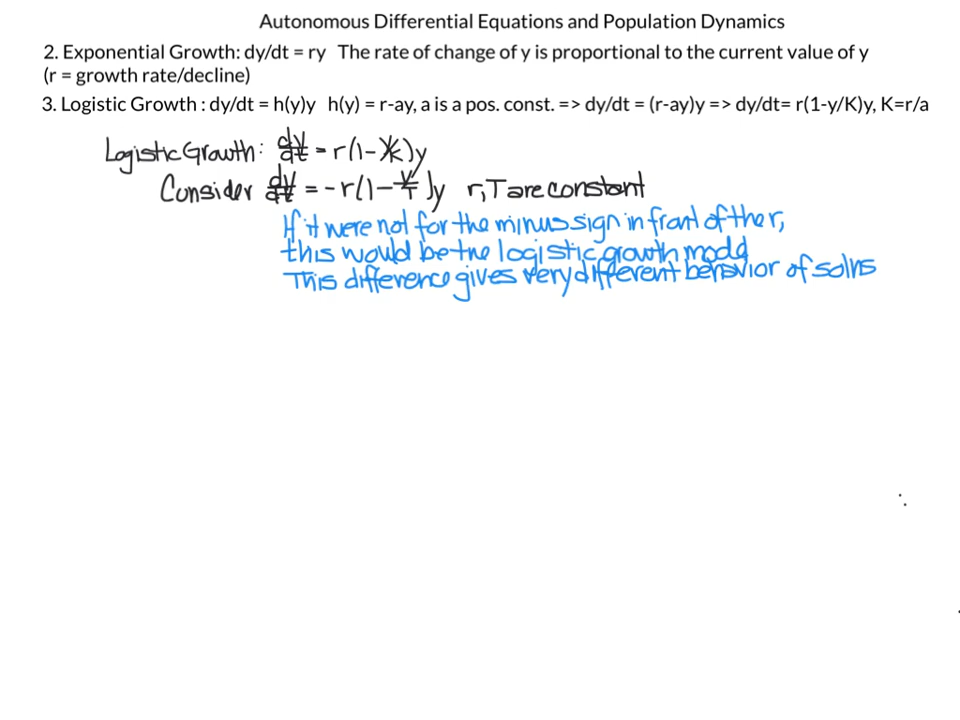 Autonomous Differential Equations and Population Dynamics
2. Exponential Growth: dy/dt = ry The rate of change of y is proportional to the current value of y
(r = growth rate/decline)
3. Logistic Growth : dy/dt = h(y)y h(y) = r-ay, a is a pos. const. => dy/dt = (r-ay)y => dy/dt= r(1-y/K)y, K=r/a
Logistic Growth: dy/dt = r(1-y/K)y
Consider dy/dt = -r(1-y/T)y r,T are constant
If it were not for the minus sign in front of the r,
this would be the logistic growth model
This difference gives very different behavior of solns